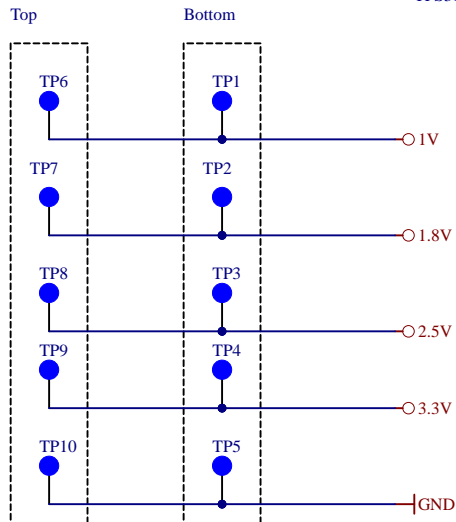 Top Bottom
TP6 TP1
1V
TP7 TP2
1.8V
TP8 TP3
2.5V
TP9 TP4
3.3V
TP10 TP5
GND